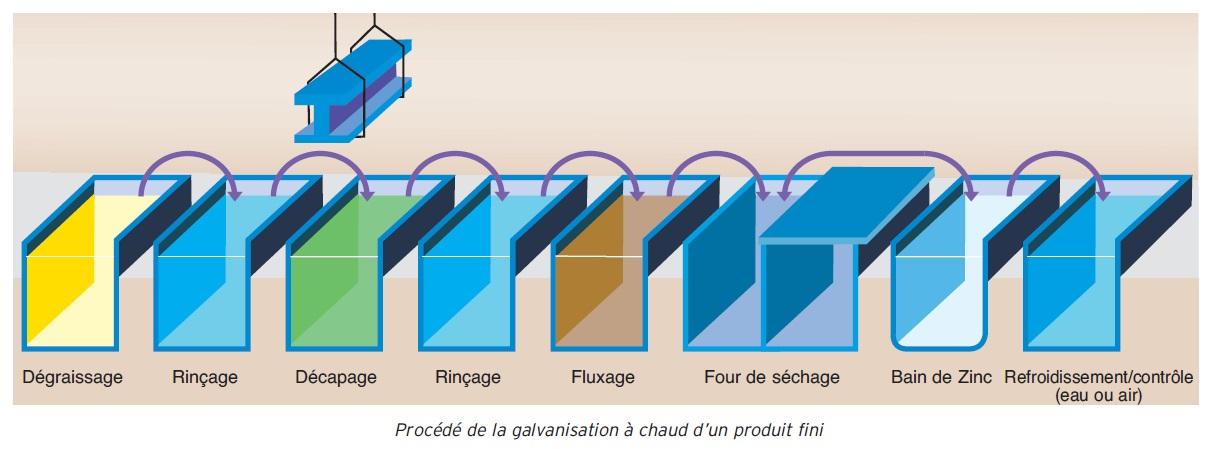 Dégraissage
Rinçage
Décapage
Rinçage
Fluxage
Four de séchage
Bain de Zinc
Refroidissement/contrôle
(eau ou air)
Procédé de la galvanisation à chaud d'un produit fini